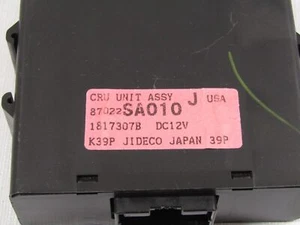 CRU UNIT ASSY J USA
87022SA010
1817307B DC12V
K39P JIDECO JAPAN 39P